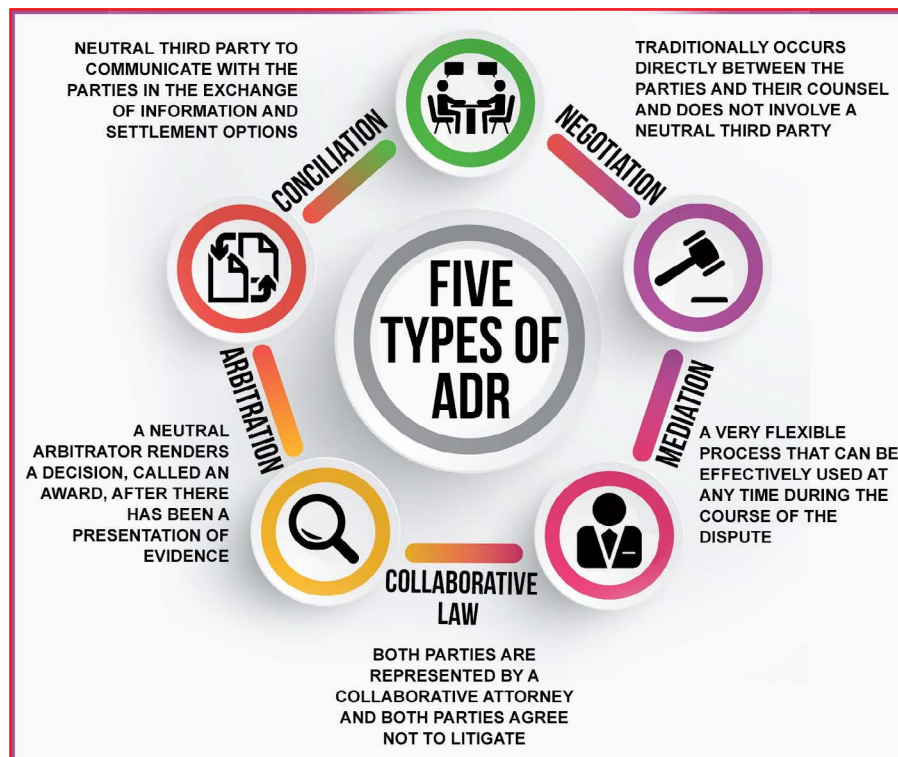 NEUTRAL THIRD PARTY TO
COMMUNICATE WITH THE
PARTIES IN THE EXCHANGE
OF INFORMATION AND
SETTLEMENT OPTIONS
CONCILIATION
TRADITIONALLY OCCURS
DIRECTLY BETWEEN THE
PARTIES AND THEIR COUNSEL
AND DOES NOT INVOLVE A
NEUTRAL THIRD PARTY
NEGOTIATION
FIVE
TYPES OF
ADR
ARBITRATION
A NEUTRAL
ARBITRATOR RENDERS
A DECISION, CALLED AN
AWARD, AFTER THERE
HAS BEEN A
PRESENTATION OF
EVIDENCE
MEDIATION
A VERY FLEXIBLE
PROCESS THAT CAN BE
EFFECTIVELY USED AT
ANY TIME DURING THE
COURSE OF THE
DISPUTE
COLLABORATIVE
LAW
BOTH PARTIES ARE
REPRESENTED BY A
COLLABORATIVE ATTORNEY
AND BOTH PARTIES AGREE
NOT TO LITIGATE